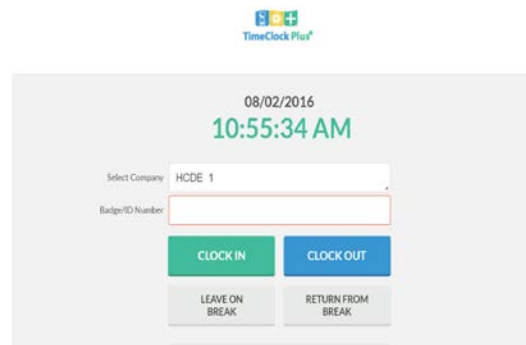 TimeClock Plus
08/02/2016
10:55:34 AM
Select Company HCDE 1
Badge/ID Number
CLOCK IN CLOCK OUT
LEAVE ON RETURN FROM
BREAK BREAK